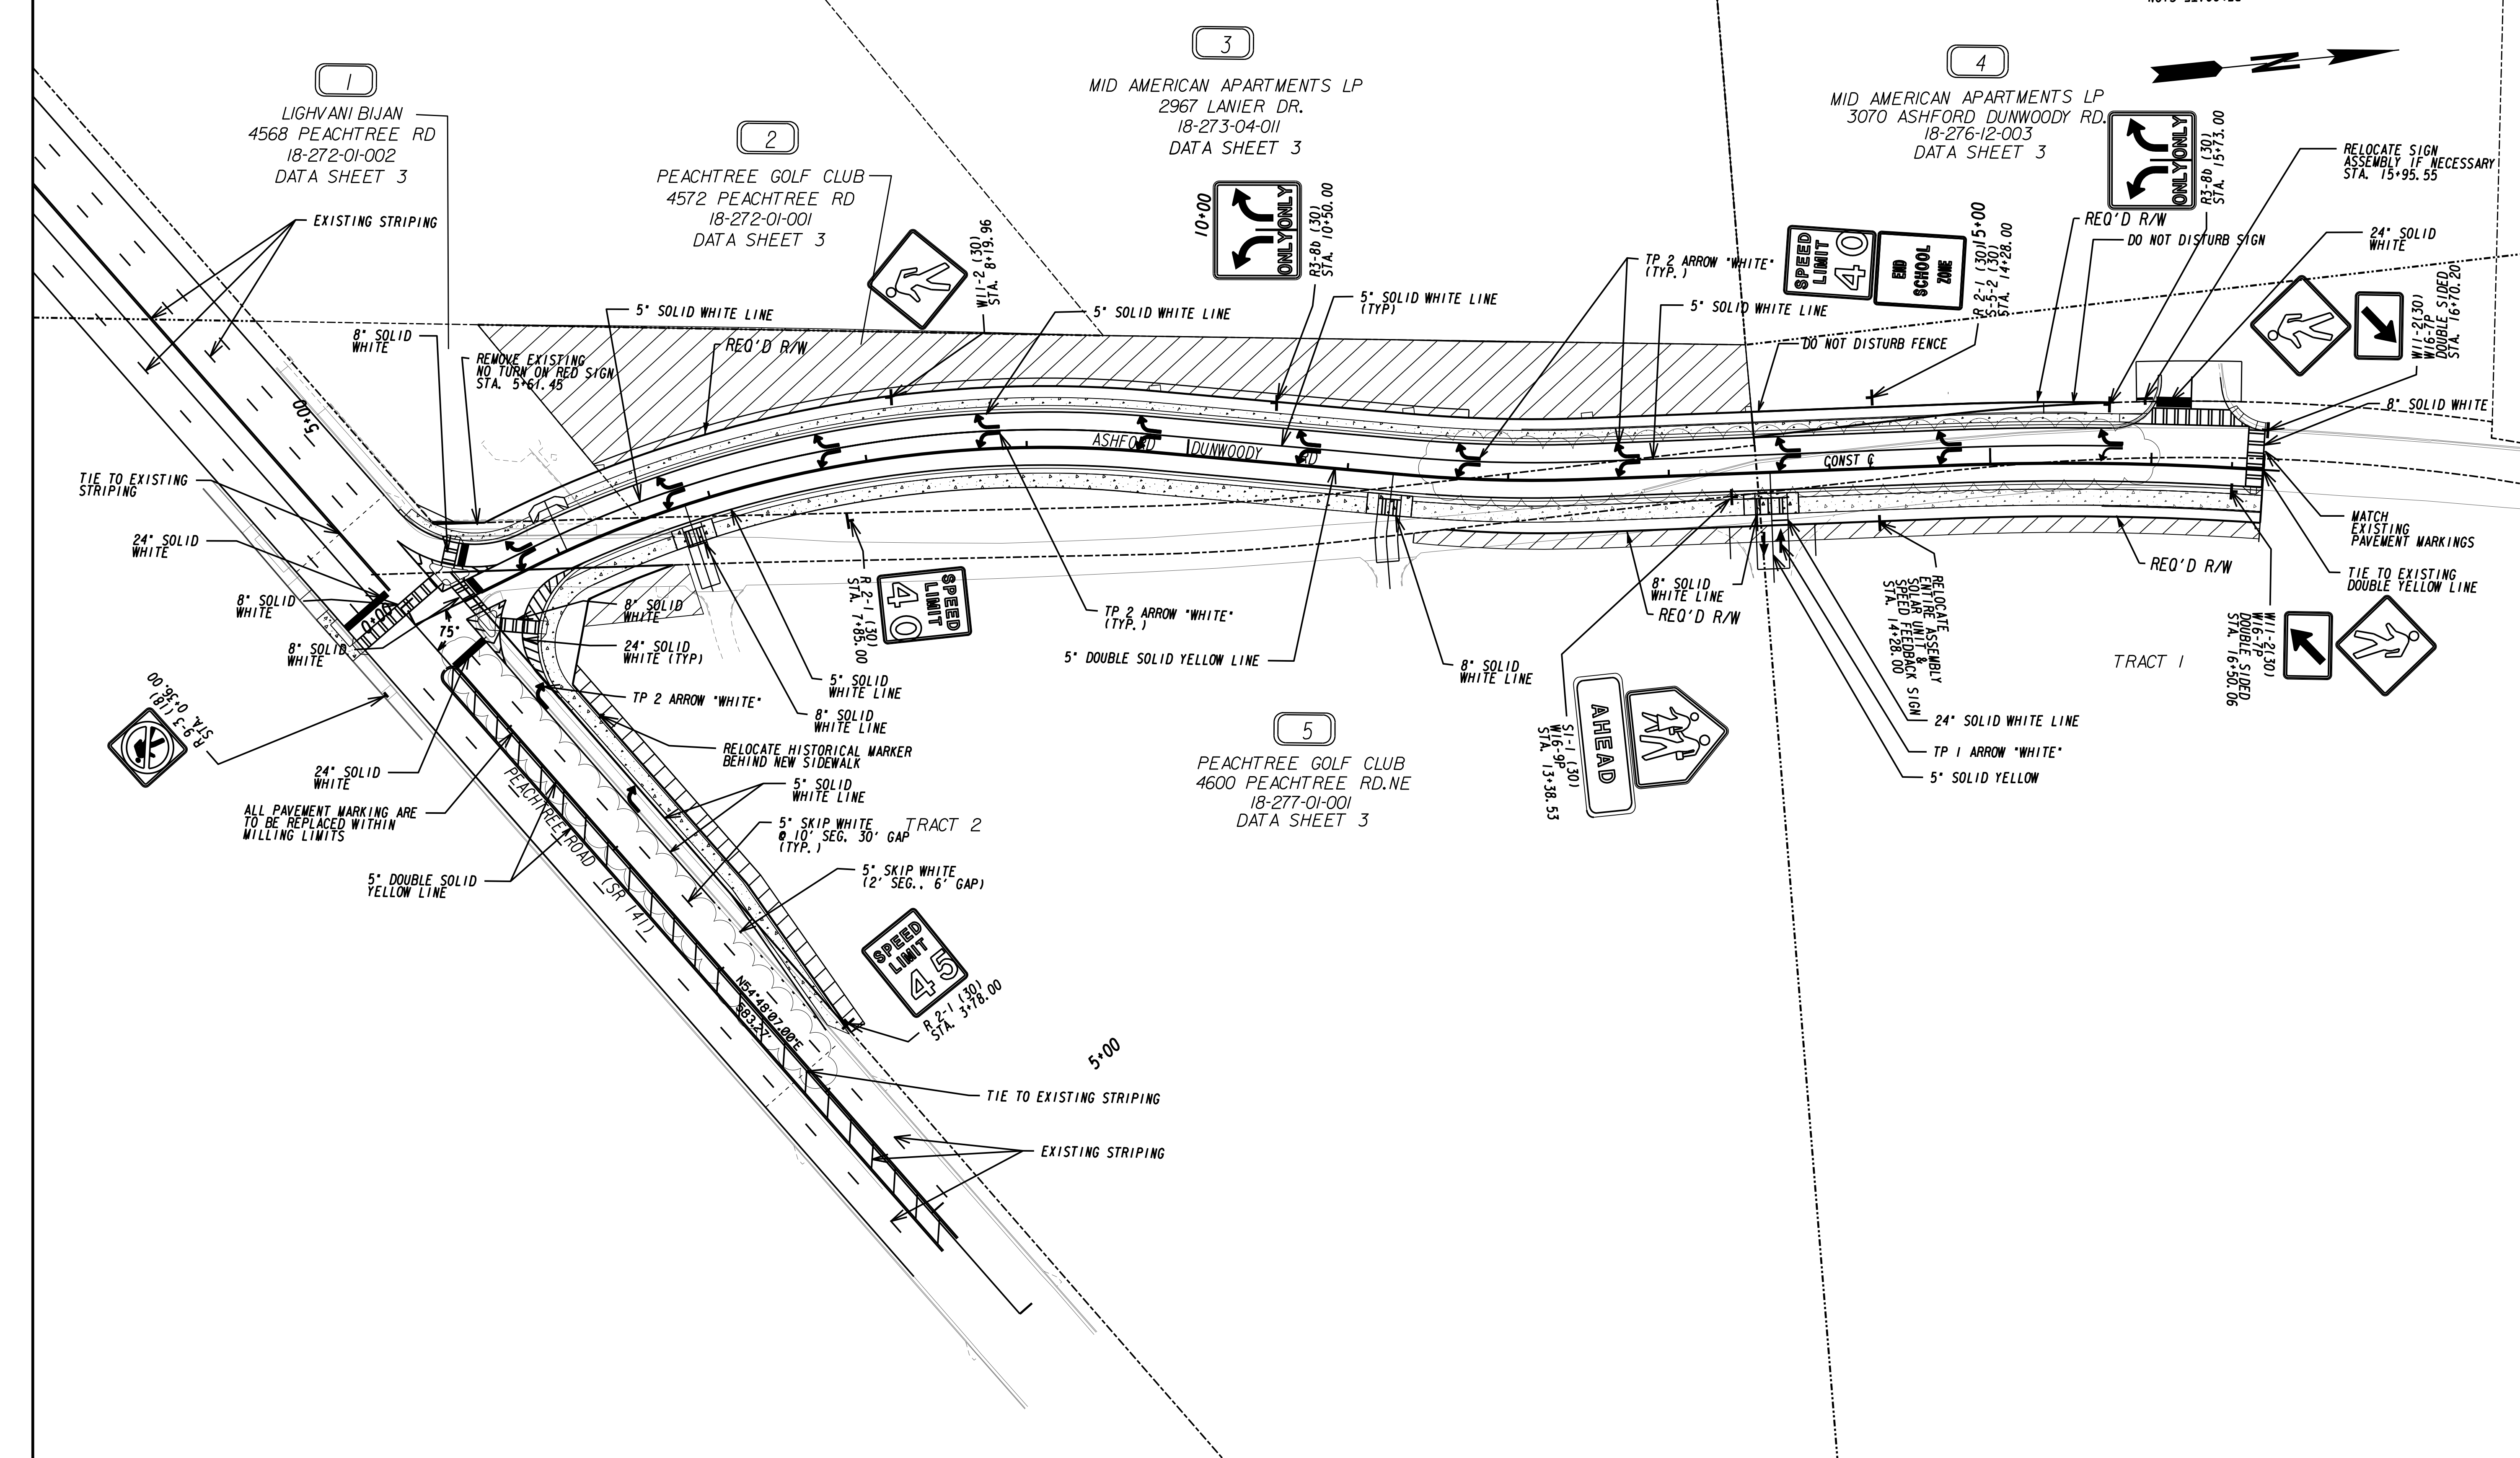 1
LIGHVANI BIJAN
4568 PEACHTREE RD
18-272-01-002
DATA SHEET 3
2
PEACHTREE GOLF CLUB
4572 PEACHTREE RD
18-272-01-001
DATA SHEET 3
3
MID AMERICAN APARTMENTS LP
2967 LANIER DR.
18-273-04-011
DATA SHEET 3
4
MID AMERICAN APARTMENTS LP
3070 ASHFORD DUNWOODY RD.
18-276-12-003
DATA SHEET 3
N
ONLY ONLY
R3-8b (30)
STA. 15+73.00
RELOCATE SIGN
ASSEMBLY IF NECESSARY
STA. 15+95.55
EXISTING STRIPING
W11-2 (30)
STA. 8+19.96
10+00
ONLY ONLY
R3-8b (30)
STA. 10+50.00
SPEED
LIMIT
40
END
SCHOOL
ZONE
15+00
R 2-1 (30)
S5-2 (30)
STA. 14+28.00
REQ'D R/W
DO NOT DISTURB SIGN
24" SOLID
WHITE
W11-2(30)
W16-7P
DOUBLE SIDED
STA. 16+70.20
TP 2 ARROW "WHITE"
(TYP.)
5" SOLID WHITE LINE
5" SOLID WHITE LINE
5" SOLID WHITE LINE
(TYP)
5" SOLID WHITE LINE
8" SOLID
WHITE
REMOVE EXISTING
NO TURN ON RED SIGN
STA. 5+61.45
REQ'D R/W
DO NOT DISTURB FENCE
8" SOLID WHITE
5+00
ASHFORD DUNWOODY RD
CONST ℄
TIE TO EXISTING
STRIPING
24" SOLID
WHITE
8" SOLID
WHITE
8" SOLID
WHITE
0+00
75°
8" SOLID
WHITE
24" SOLID
WHITE (TYP)
TP 2 ARROW "WHITE"
R 2-1 (30)
STA. 7+85.00
SPEED
LIMIT
40
TP 2 ARROW "WHITE"
(TYP.)
5" DOUBLE SOLID YELLOW LINE
8" SOLID
WHITE LINE
8" SOLID
WHITE LINE
REQ'D R/W
RELOCATE
ENTIRE ASSEMBLY
SOLAR UNIT &
SPEED FEEDBACK SIGN
STA. 14+28.00
MATCH
EXISTING
PAVEMENT MARKINGS
REQ'D R/W
TIE TO EXISTING
DOUBLE YELLOW LINE
W11-2(30)
W16-7P
DOUBLE SIDED
STA. 16+50.06
TRACT 1
5" SOLID
WHITE LINE
8" SOLID
WHITE LINE
RELOCATE HISTORICAL MARKER
BEHIND NEW SIDEWALK
R 9-3 (18)
STA. 0+36.00
24" SOLID
WHITE
ALL PAVEMENT MARKING ARE
TO BE REPLACED WITHIN
MILLING LIMITS
5" DOUBLE SOLID
YELLOW LINE
PEACHTREE ROAD (SR 141)
5" SOLID
WHITE LINE
5" SKIP WHITE
@ 10' SEG, 30' GAP
(TYP.)
TRACT 2
5" SKIP WHITE
(2' SEG., 6' GAP)
5
PEACHTREE GOLF CLUB
4600 PEACHTREE RD.NE
18-277-01-001
DATA SHEET 3
S1-1 (30)
W16-9P
STA. 13+38.53
AHEAD
24" SOLID WHITE LINE
TP 1 ARROW "WHITE"
5" SOLID YELLOW
SPEED
LIMIT
45
R 2-1 (30)
STA. 3+78.00
N54°48'07.00"E
583.27'
5+00
TIE TO EXISTING STRIPING
EXISTING STRIPING